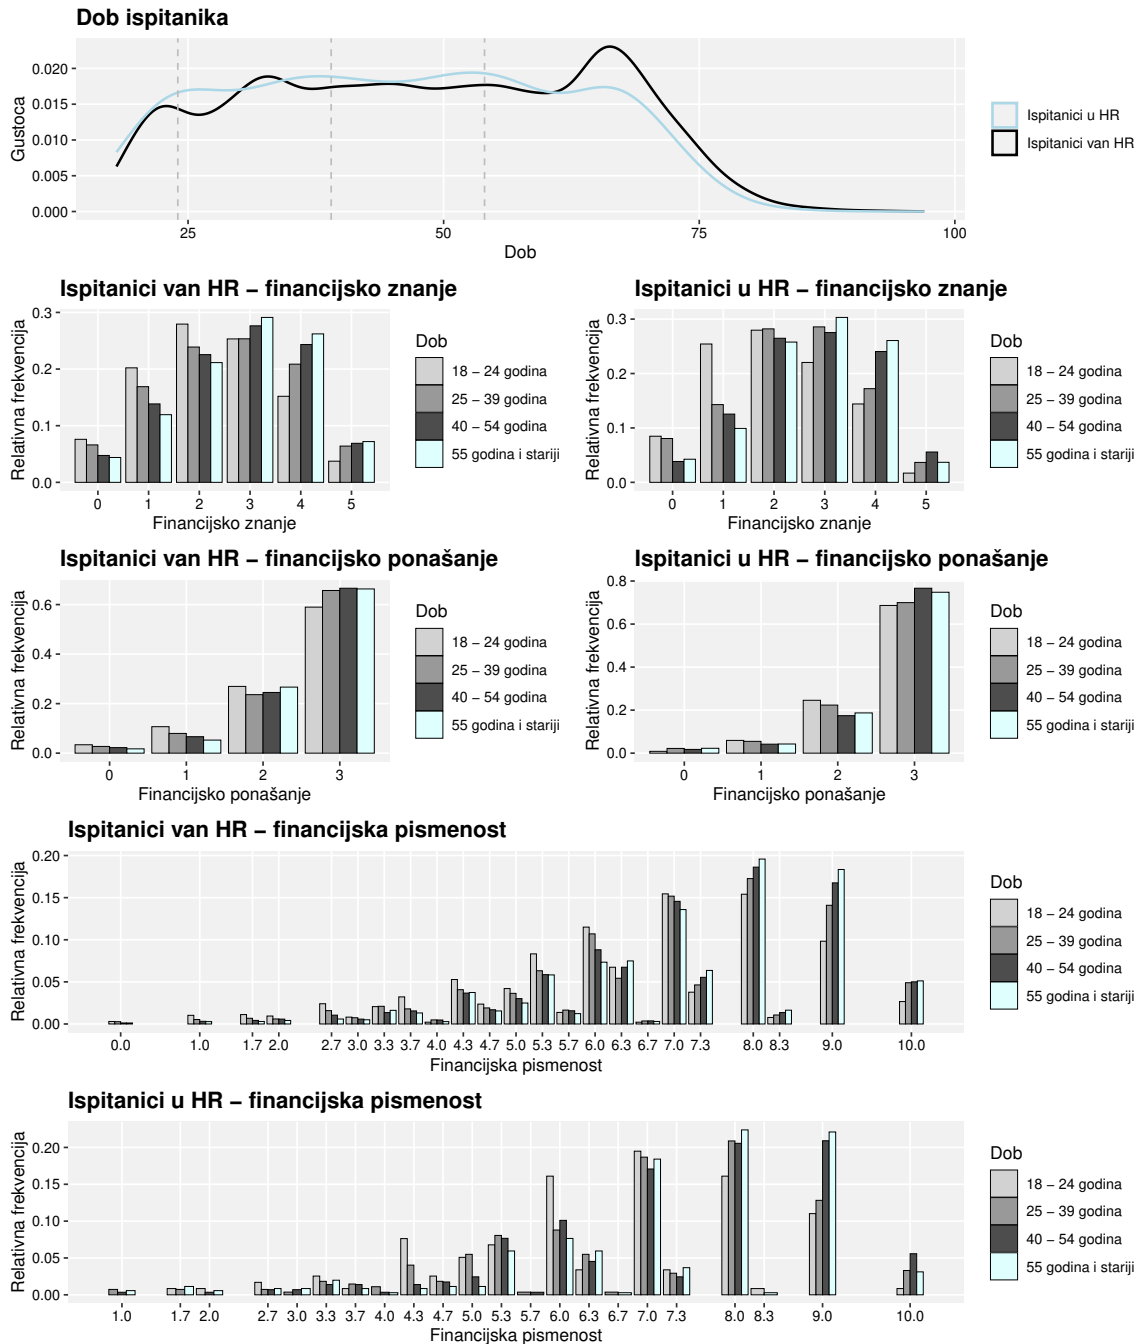 Dob ispitanika
Gustoca
0.020
0.015
0.010
0.005
0.000
25 50 75 100
Dob
Ispitanici u HR
Ispitanici van HR
Ispitanici van HR – financijsko znanje
Relativna frekvencija
0.3
0.2
0.1
0.0
0 1 2 3 4 5
Financijsko znanje
Dob
18 – 24 godina
25 – 39 godina
40 – 54 godina
55 godina i stariji
Ispitanici u HR – financijsko znanje
Relativna frekvencija
0.3
0.2
0.1
0.0
0 1 2 3 4 5
Financijsko znanje
Dob
18 – 24 godina
25 – 39 godina
40 – 54 godina
55 godina i stariji
Ispitanici van HR – financijsko ponašanje
Relativna frekvencija
0.6
0.4
0.2
0.0
0 1 2 3
Financijsko ponašanje
Dob
18 – 24 godina
25 – 39 godina
40 – 54 godina
55 godina i stariji
Ispitanici u HR – financijsko ponašanje
Relativna frekvencija
0.8
0.6
0.4
0.2
0.0
0 1 2 3
Financijsko ponašanje
Dob
18 – 24 godina
25 – 39 godina
40 – 54 godina
55 godina i stariji
Ispitanici van HR – financijska pismenost
Relativna frekvencija
0.20
0.15
0.10
0.05
0.00
0.0 1.0 1.7 2.0 2.7 3.0 3.3 3.7 4.0 4.3 4.7 5.0 5.3 5.7 6.0 6.3 6.7 7.0 7.3 8.0 8.3 9.0 10.0
Financijska pismenost
Dob
18 – 24 godina
25 – 39 godina
40 – 54 godina
55 godina i stariji
Ispitanici u HR – financijska pismenost
Relativna frekvencija
0.20
0.15
0.10
0.05
0.00
1.0 1.7 2.0 2.7 3.0 3.3 3.7 4.0 4.3 4.7 5.0 5.3 5.7 6.0 6.3 6.7 7.0 7.3 8.0 8.3 9.0 10.0
Financijska pismenost
Dob
18 – 24 godina
25 – 39 godina
40 – 54 godina
55 godina i stariji